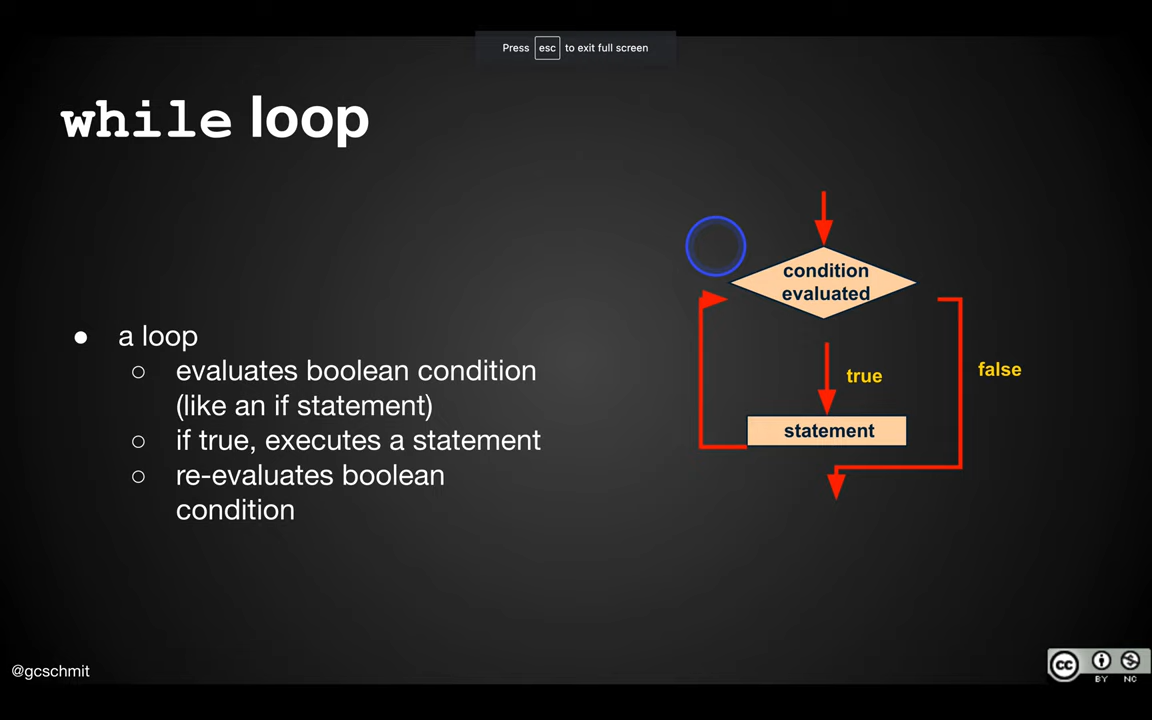 Press esc to exit full screen
while loop
● a loop
○ evaluates boolean condition
(like an if statement)
○ if true, executes a statement
○ re-evaluates boolean
condition
condition
evaluated
true
false
statement
@gcschmit
cc
BY NC